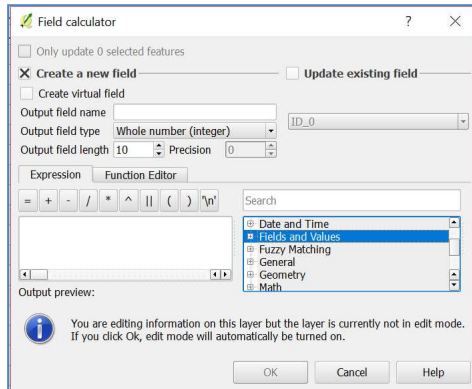 Field calculator ? ×
Only update 0 selected features
Create a new field
Update existing field
Create virtual field
Output field name
Output field type Whole number (integer)
ID_0
Output field length 10 Precision 0
Expression Function Editor
= + - / * ^ || ( ) '\n'
Search
Date and Time
Fields and Values
Fuzzy Matching
General
Geometry
Math
Output preview:
You are editing information on this layer but the layer is currently not in edit mode.
If you click Ok, edit mode will automatically be turned on.
OK Cancel Help